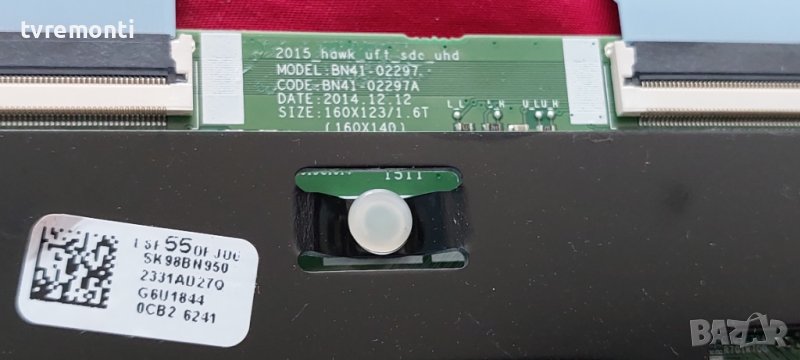 tvremonti
2015_hawk_uff_sdc_uhd
MODEL:BN41-02297
CODE:BN41-02297A
DATE:2014.12.12
SIZE:160X123/1.6T
(160X140)
1511
55
SK98BN950
2331AD27Q
G6U1844
0CB2 6241
BAZAR